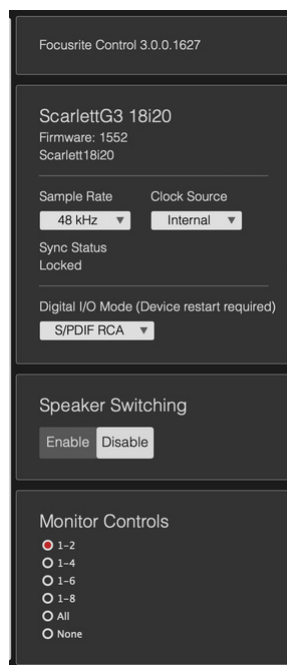 Focusrite Control 3.0.0.1627
ScarlettG3 18i20
Firmware: 1552
Scarlett18i20
Sample Rate Clock Source
48 kHz Internal
Sync Status
Locked
Digital I/O Mode (Device restart required)
S/PDIF RCA
Speaker Switching
Enable Disable
Monitor Controls
1-2
1-4
1-6
1-8
All
None